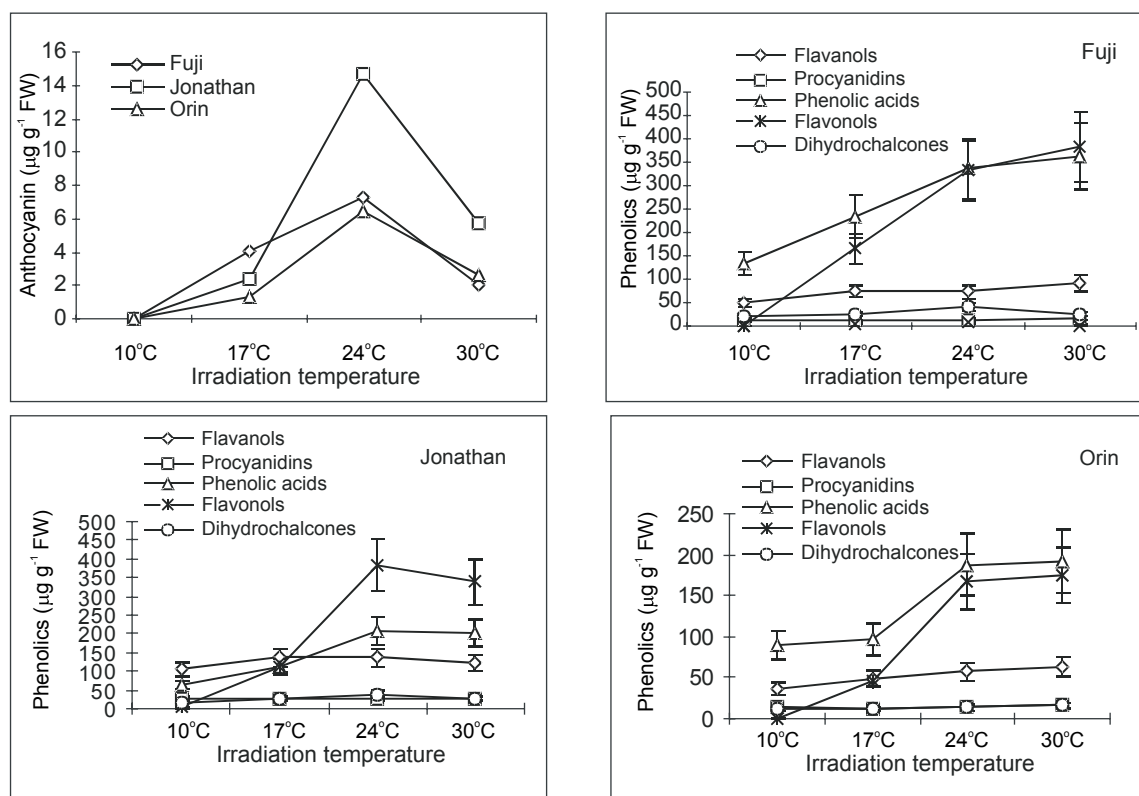 Fuji
Jonathan
Orin
Anthocyanin (µg g⁻¹ FW)
16
14
12
10
8
6
4
2
0
10°C 17°C 24°C 30°C
Irradiation temperature
Flavanols
Procyanidins
Phenolic acids
Flavonols
Dihydrochalcones
Fuji
Phenolics (µg g⁻¹ FW)
500
450
400
350
300
250
200
150
100
50
0
10°C 17°C 24°C 30°C
Irradiation temperature
Flavanols
Procyanidins
Phenolic acids
Flavonols
Dihydrochalcones
Jonathan
Phenolics (µg g⁻¹ FW)
500
450
400
350
300
250
200
150
100
50
0
10°C 17°C 24°C 30°C
Irradiation temperature
Flavanols
Procyanidins
Phenolic acids
Flavonols
Dihydrochalcones
Orin
Phenolics (µg g⁻¹ FW)
250
200
150
100
50
0
10°C 17°C 24°C 30°C
Irradiation temperature